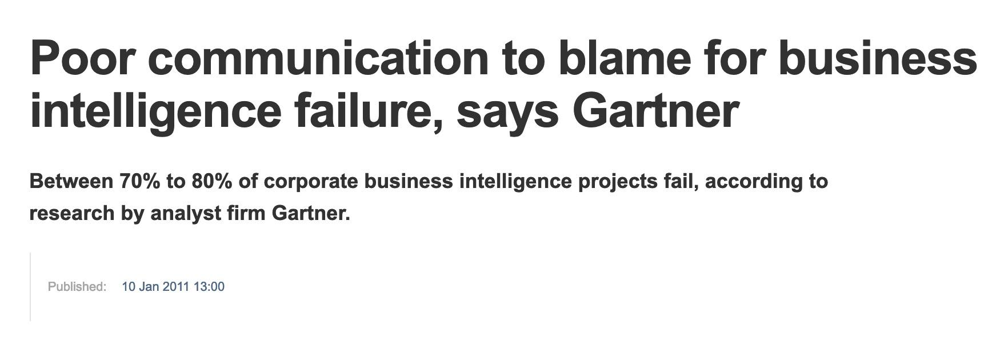 Poor communication to blame for business
intelligence failure, says Gartner
Between 70% to 80% of corporate business intelligence projects fail, according to
research by analyst firm Gartner.
Published: 10 Jan 2011 13:00